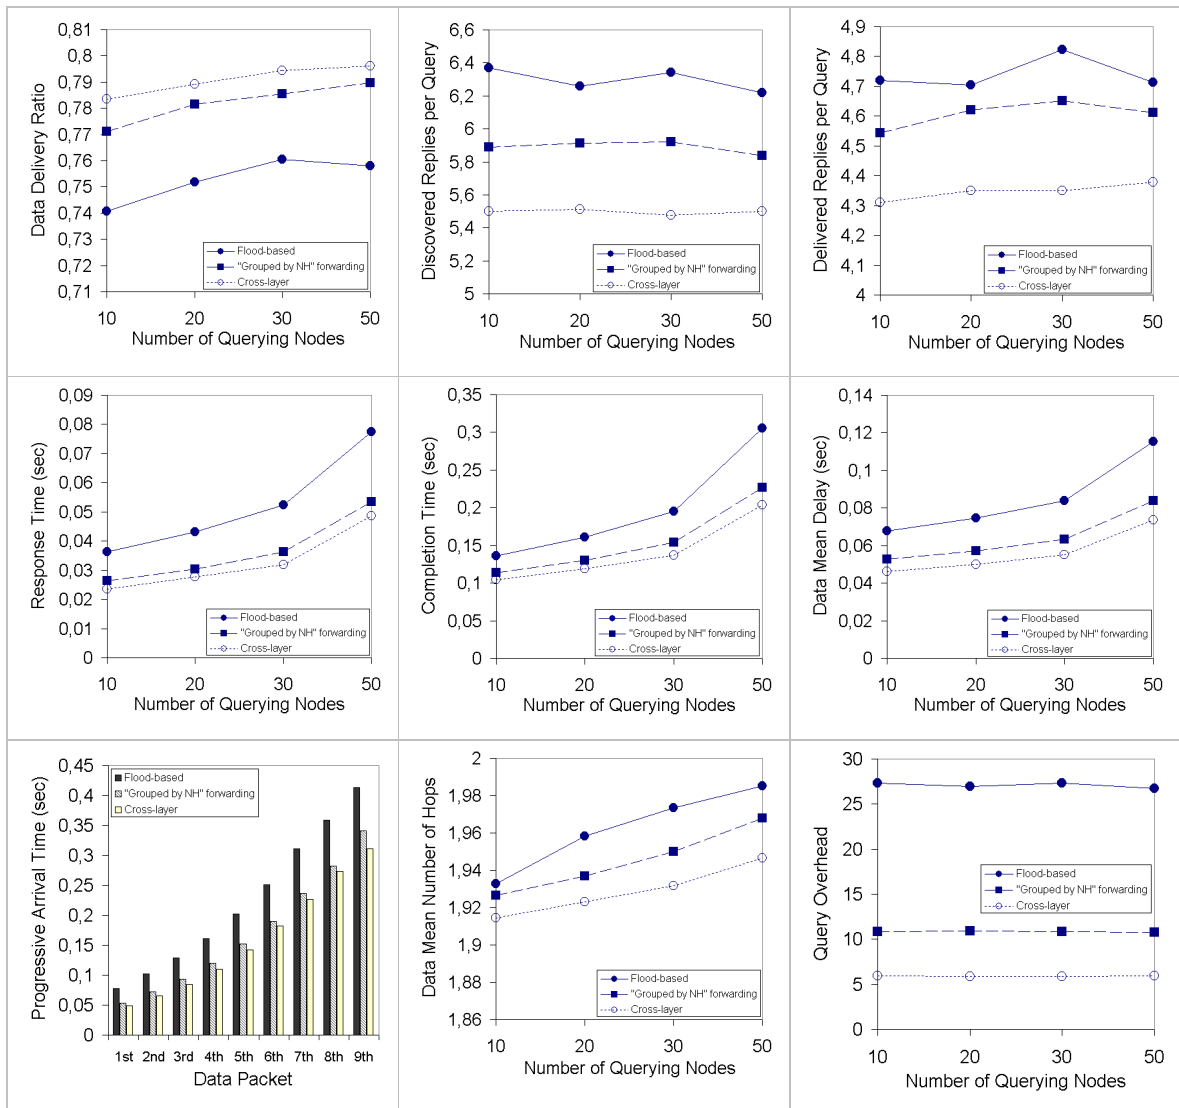 Data Delivery Ratio
0,81
0,8
0,79
0,78
0,77
0,76
0,75
0,74
0,73
0,72
0,71
Flood-based
"Grouped by NH" forwarding
Cross-layer
10 20 30 50
Number of Querying Nodes
Discovered Replies per Query
6,6
6,4
6,2
6
5,8
5,6
5,4
5,2
5
Flood-based
"Grouped by NH" forwarding
Cross-layer
10 20 30 50
Number of Querying Nodes
Delivered Replies per Query
4,9
4,8
4,7
4,6
4,5
4,4
4,3
4,2
4,1
4
Flood-based
"Grouped by NH" forwarding
Cross-layer
10 20 30 50
Number of Querying Nodes
Response Time (sec)
0,09
0,08
0,07
0,06
0,05
0,04
0,03
0,02
0,01
0
Flood-based
"Grouped by NH" forwarding
Cross-layer
10 20 30 50
Number of Querying Nodes
Completion Time (sec)
0,35
0,3
0,25
0,2
0,15
0,1
0,05
0
Flood-based
"Grouped by NH" forwarding
Cross-layer
10 20 30 50
Number of Querying Nodes
Data Mean Delay (sec)
0,14
0,12
0,1
0,08
0,06
0,04
0,02
0
Flood-based
"Grouped by NH" forwarding
Cross-layer
10 20 30 50
Number of Querying Nodes
Progressive Arrival Time (sec)
0,45
0,4
0,35
0,3
0,25
0,2
0,15
0,1
0,05
0
Flood-based
"Grouped by NH" forwarding
Cross-layer
1st 2nd 3rd 4th 5th 6th 7th 8th 9th
Data Packet
Data Mean Number of Hops
2
1,98
1,96
1,94
1,92
1,9
1,88
1,86
Flood-based
"Grouped by NH" forwarding
Cross-layer
10 20 30 50
Number of Querying Nodes
Query Overhead
30
25
20
15
10
5
0
Flood-based
"Grouped by NH" forwarding
Cross-layer
10 20 30 50
Number of Querying Nodes